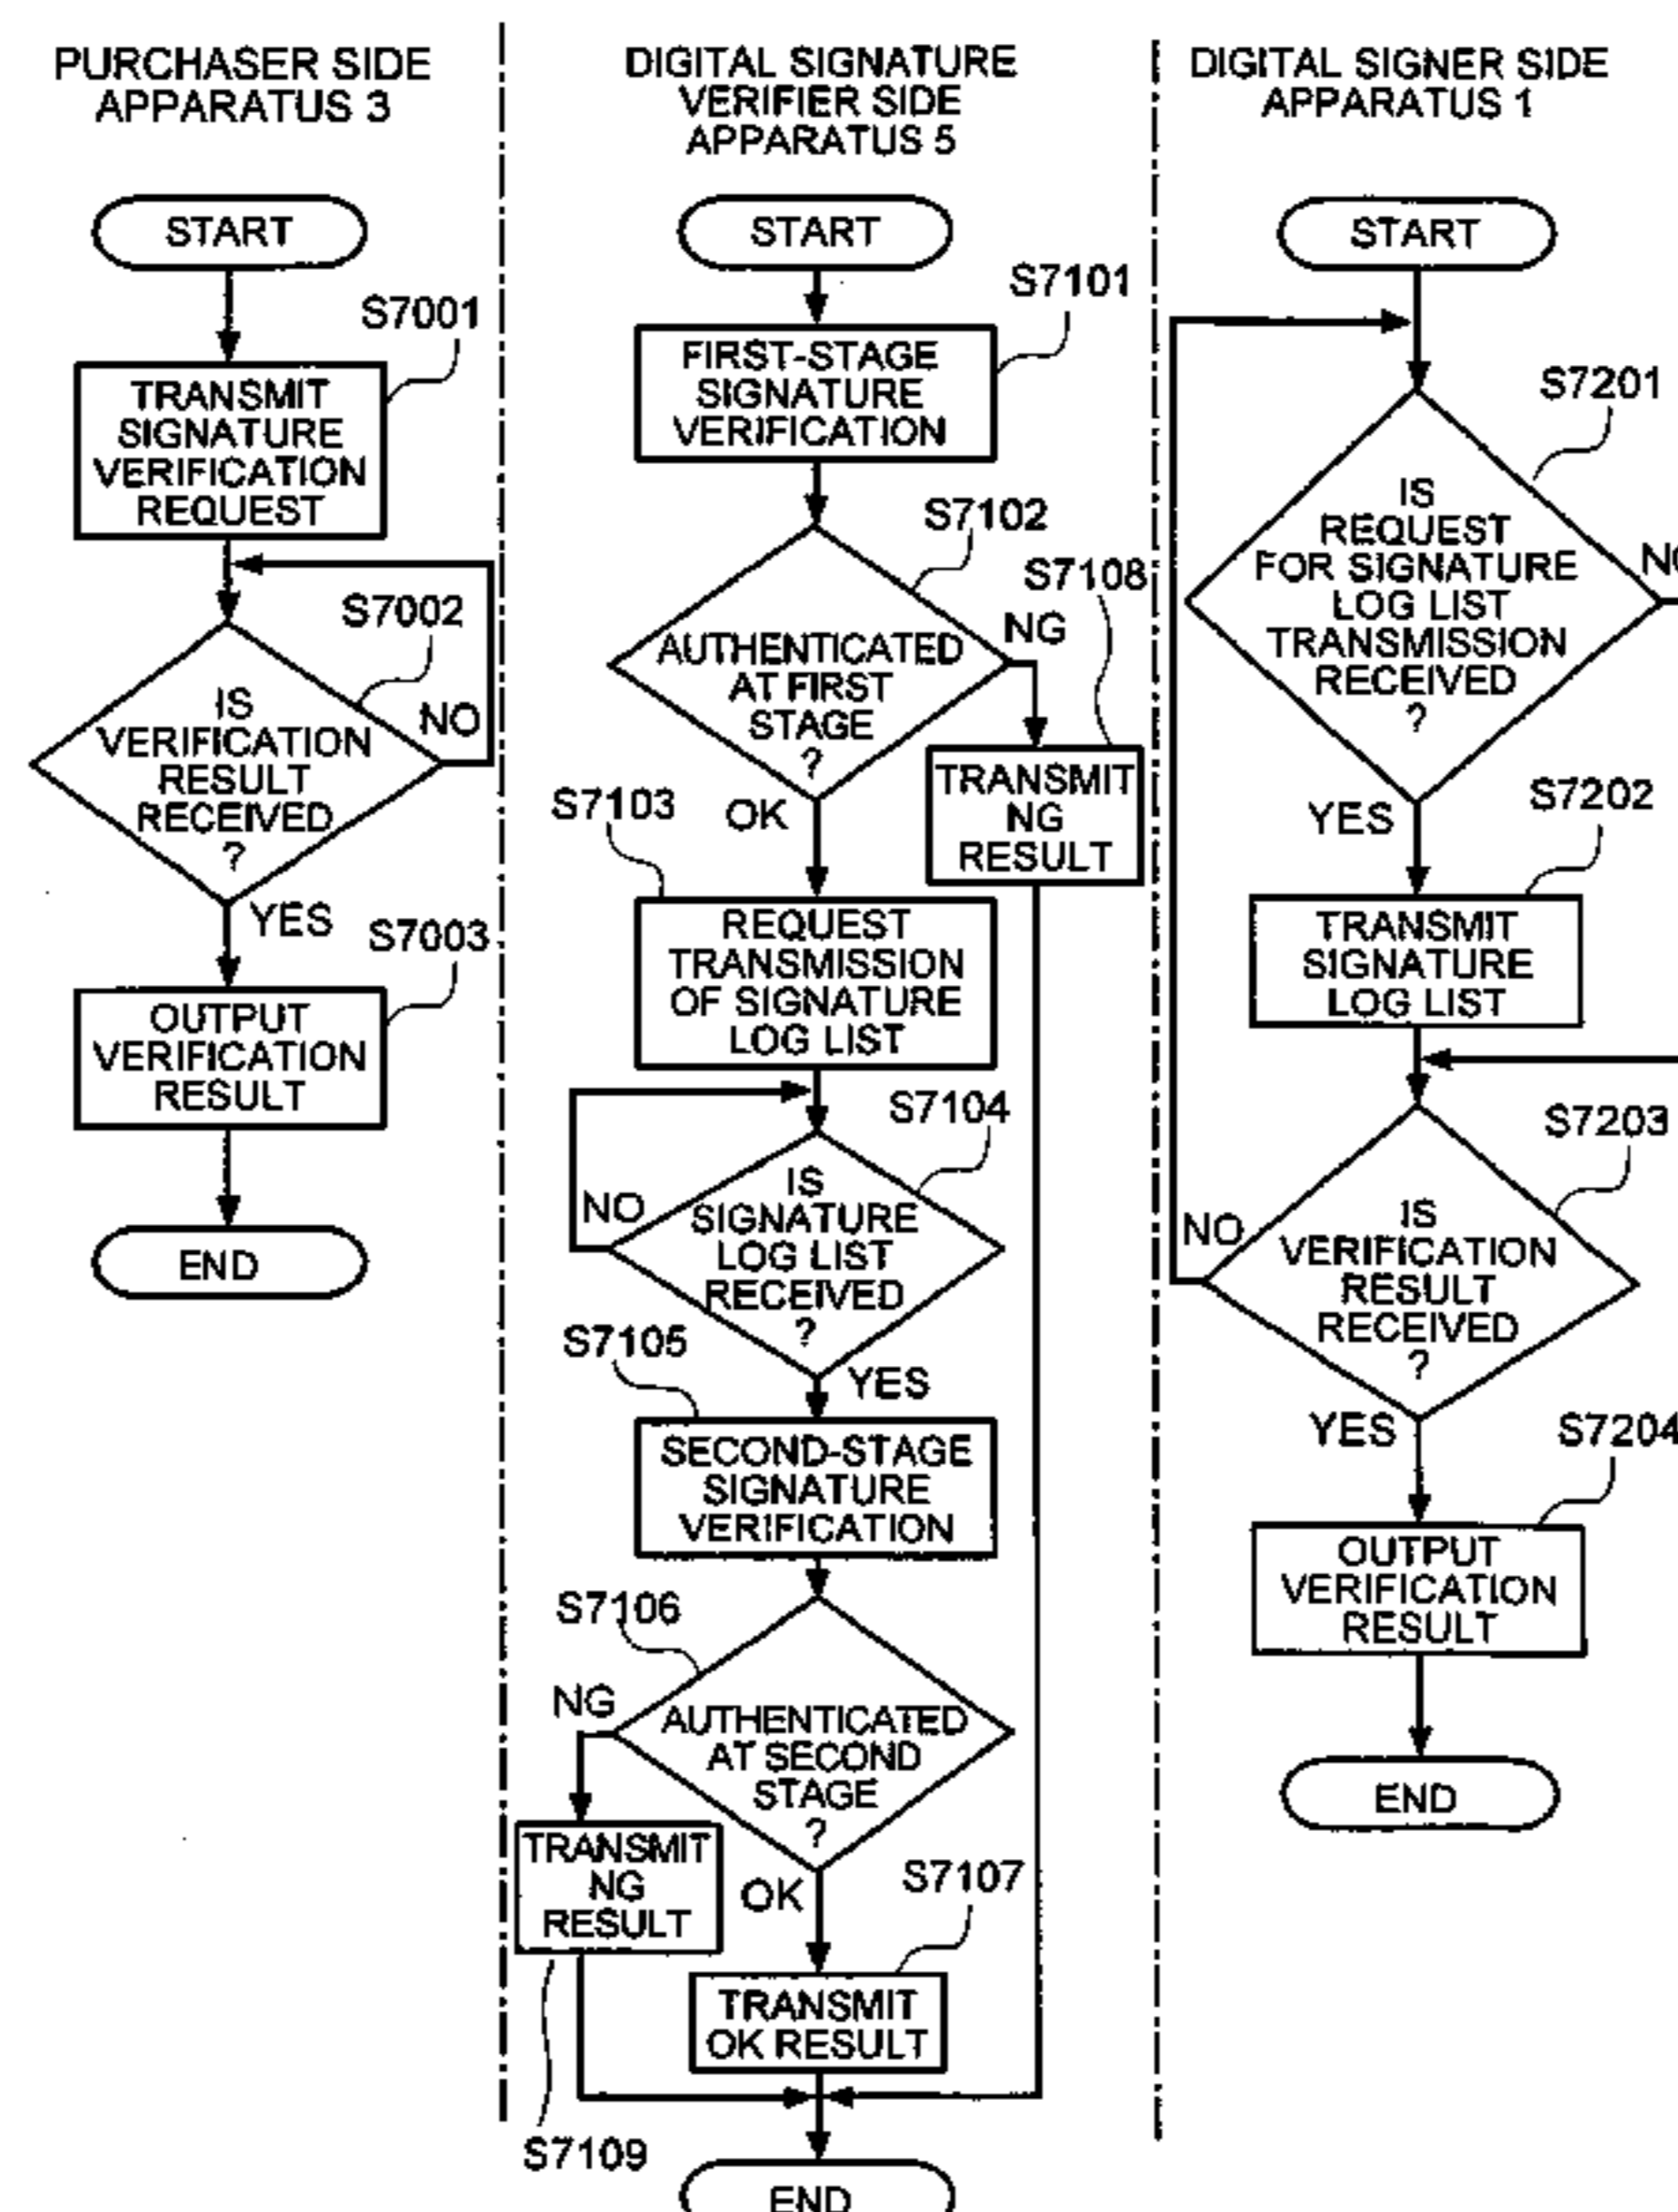 PURCHASER SIDE
APPARATUS 3
START
S7001
TRANSMIT
SIGNATURE
VERIFICATION
REQUEST
S7002
IS
VERIFICATION
RESULT
RECEIVED
?
NO
YES
S7003
OUTPUT
VERIFICATION
RESULT
END
DIGITAL SIGNATURE
VERIFIER SIDE
APPARATUS 5
START
S7101
FIRST-STAGE
SIGNATURE
VERIFICATION
S7102
AUTHENTICATED
AT FIRST
STAGE
?
NG
S7108
TRANSMIT
NG
RESULT
OK
S7103
REQUEST
TRANSMISSION
OF SIGNATURE
LOG LIST
S7104
IS
SIGNATURE
LOG LIST
RECEIVED
?
NO
YES
S7105
SECOND-STAGE
SIGNATURE
VERIFICATION
S7106
AUTHENTICATED
AT SECOND
STAGE
?
NG
TRANSMIT
NG
RESULT
S7109
OK
S7107
TRANSMIT
OK RESULT
END
DIGITAL SIGNER SIDE
APPARATUS 1
START
S7201
IS
REQUEST
FOR SIGNATURE
LOG LIST
TRANSMISSION
RECEIVED
?
NO
YES
S7202
TRANSMIT
SIGNATURE
LOG LIST
S7203
IS
VERIFICATION
RESULT
RECEIVED
?
NO
YES
S7204
OUTPUT
VERIFICATION
RESULT
END